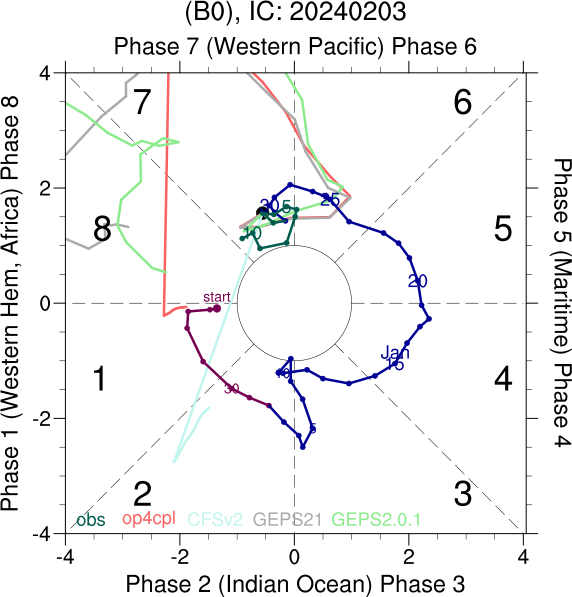 (B0), IC: 20240203
Phase 7 (Western Pacific) Phase 6
Phase 1 (Western Hem, Africa) Phase 8
Phase 5 (Maritime) Phase 4
4
2
0
-2
-4
7
6
8
5
1
4
2
3
30
5
25
10
20
start
Jan
15
10
30
5
obs op4cpl CFSv2 GEPS21 GEPS2.0.1
-4 -2 0 2 4
Phase 2 (Indian Ocean) Phase 3